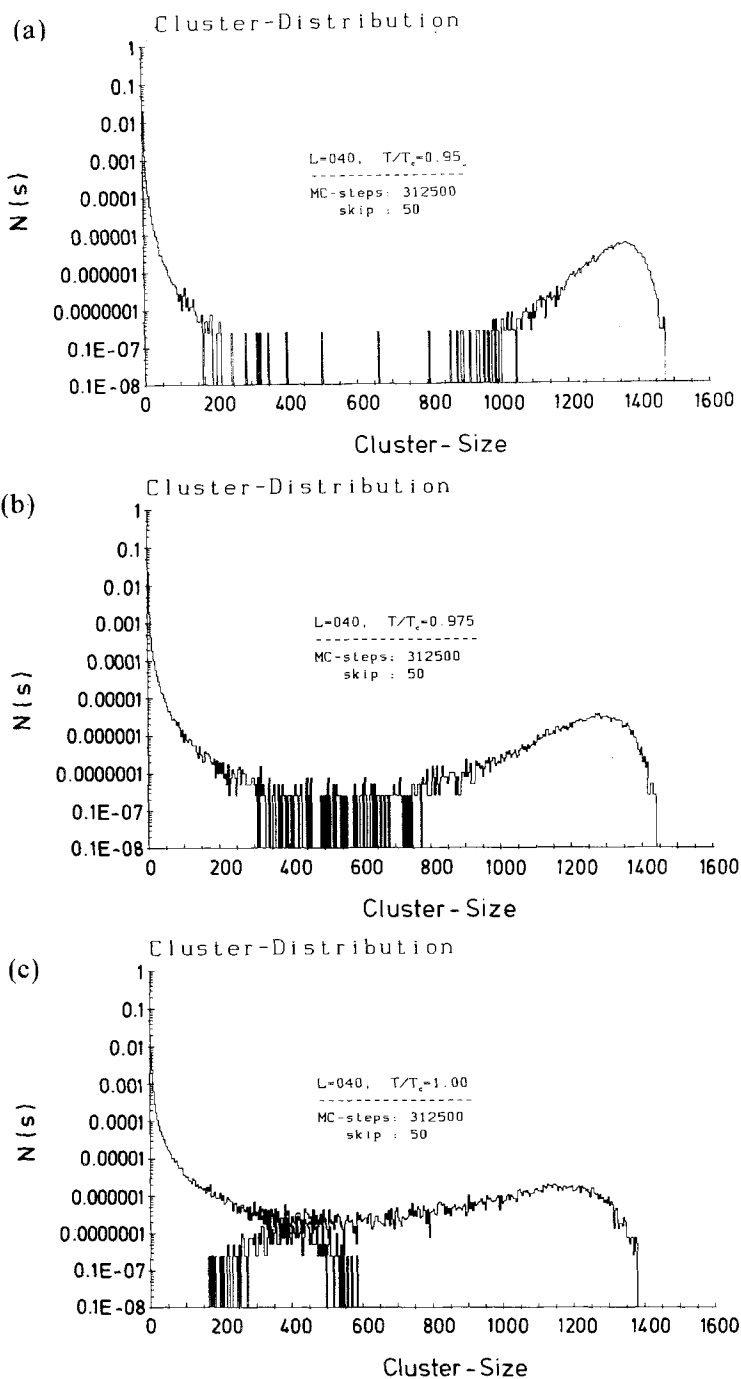 (a)
Cluster-Distribution
1
0.1
0.01
0.001
0.0001
0.00001
0.000001
0.0000001
0.1E-07
0.1E-08
N(s)
L=040, T/Tc=0.95
--------------------
MC-steps: 312500
skip : 50
0 200 400 600 800 1000 1200 1400 1600
Cluster-Size
(b)
Cluster-Distribution
1
0.1
0.01
0.001
0.0001
0.00001
0.000001
0.0000001
0.1E-07
0.1E-08
N(s)
L=040, T/Tc=0.975
--------------------
MC-steps: 312500
skip : 50
0 200 400 600 800 1000 1200 1400 1600
Cluster-Size
(c)
Cluster-Distribution
1
0.1
0.01
0.001
0.0001
0.00001
0.000001
0.0000001
0.1E-07
0.1E-08
N(s)
L=040, T/Tc=1.00
--------------------
MC-steps: 312500
skip : 50
0 200 400 600 800 1000 1200 1400 1600
Cluster-Size